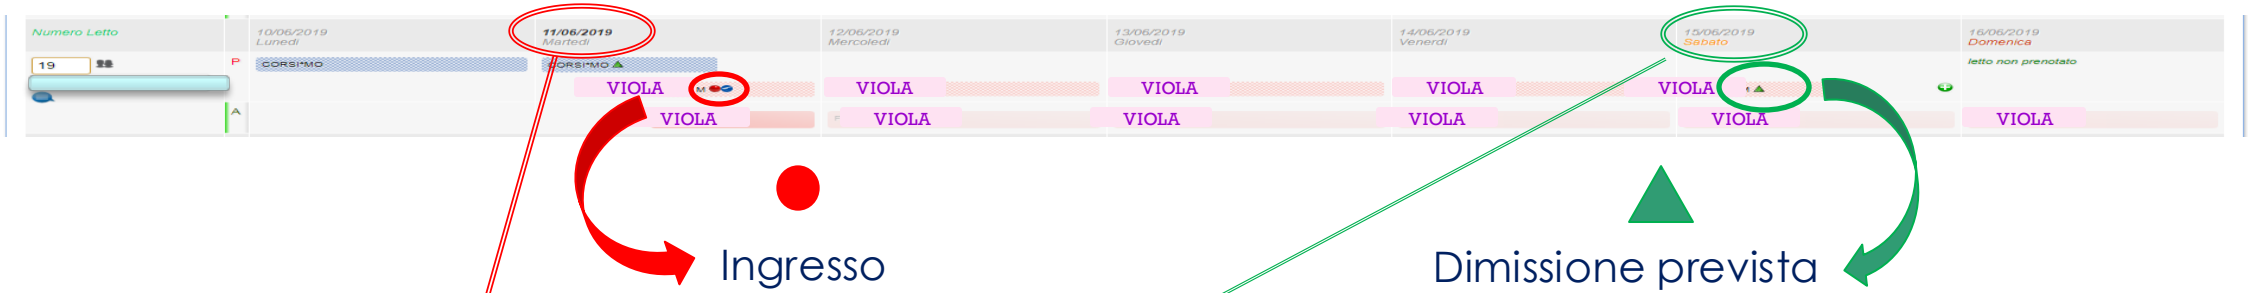 Numero Letto 10/06/2019 11/06/2019 12/06/2019 13/06/2019 14/06/2019 15/06/2019 16/06/2019
Lunedì Martedì Mercoledì Giovedì Venerdì Sabato Domenica
19 P CORSI*MO CORSI*MO letto non prenotato
VIOLA M VIOLA VIOLA VIOLA VIOLA
A VIOLA VIOLA VIOLA VIOLA VIOLA VIOLA
Ingresso Dimissione prevista